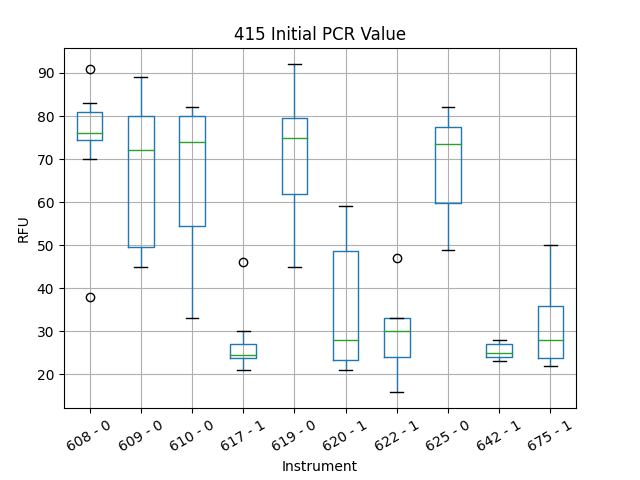 415 Initial PCR Value
90
80
70
60
50
40
30
20
RFU
608 - 0
609 - 0
610 - 0
617 - 1
619 - 0
620 - 1
622 - 1
625 - 0
642 - 1
675 - 1
Instrument